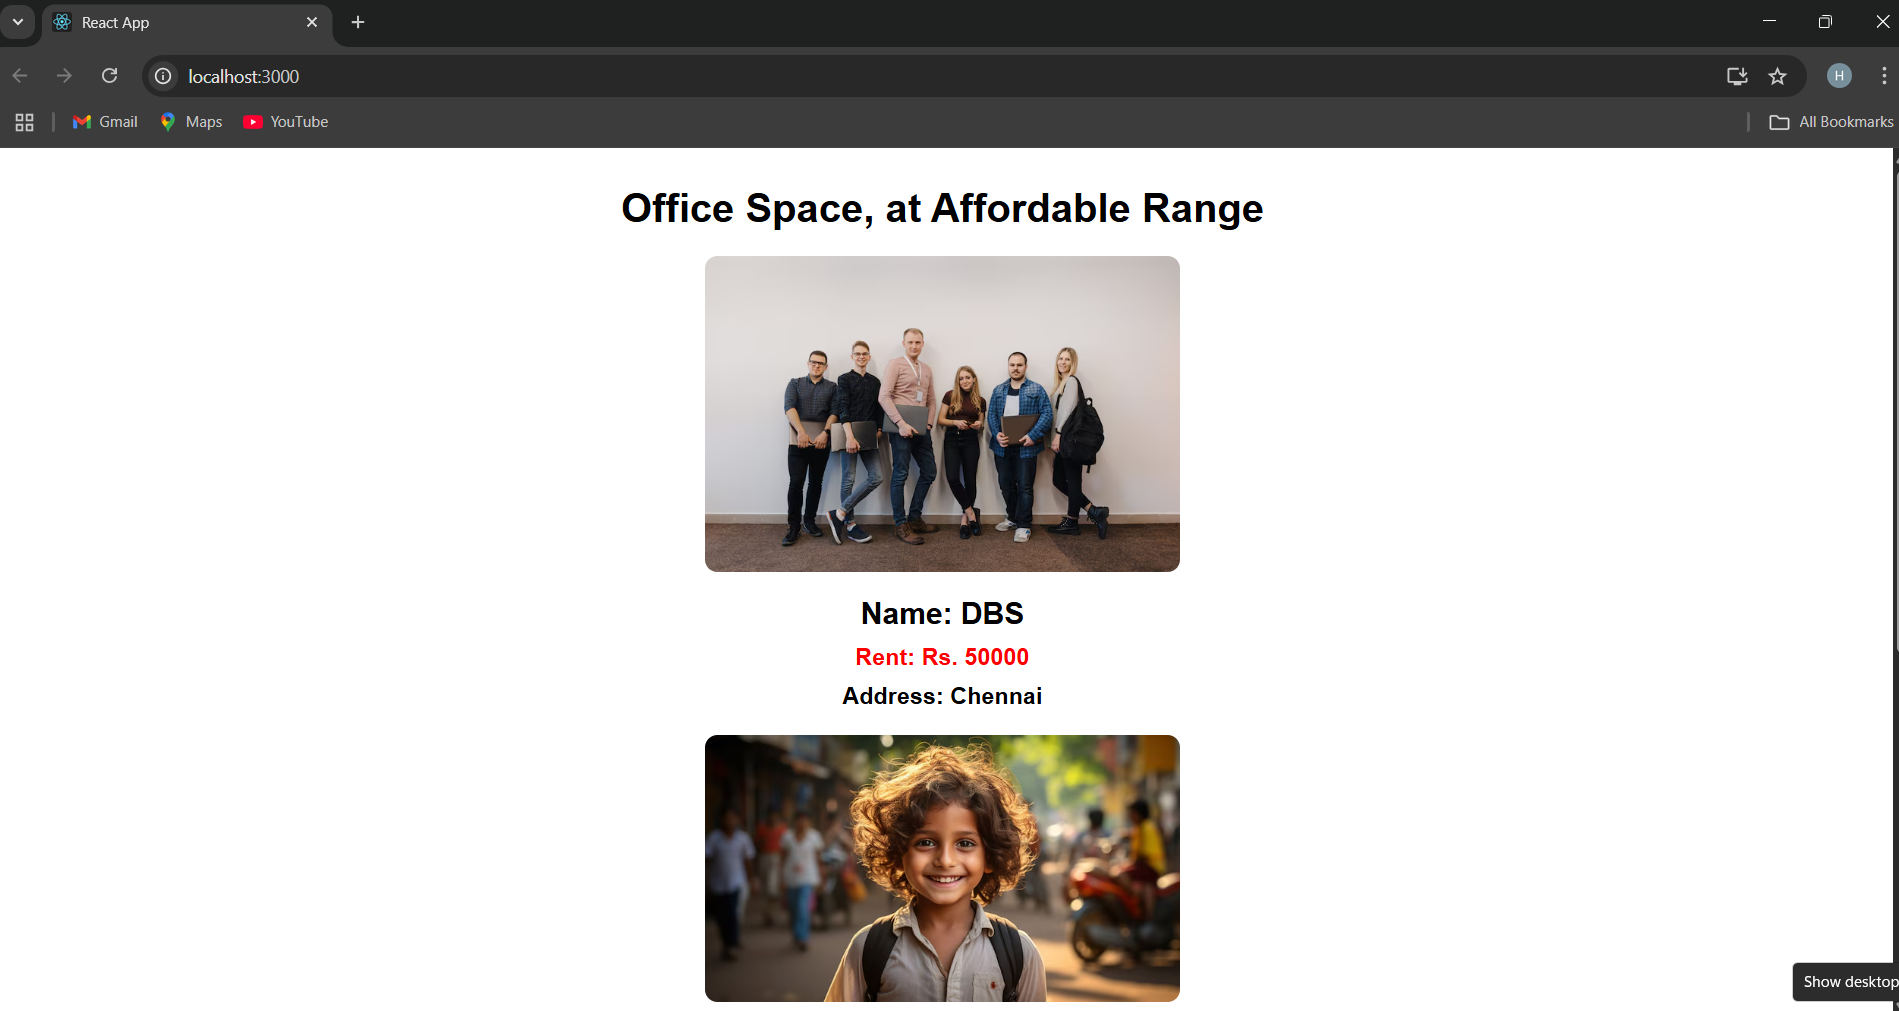 React App
localhost:3000
H
Gmail Maps YouTube All Bookmarks
Office Space, at Affordable Range
Name: DBS
Rent: Rs. 50000
Address: Chennai
Show desktop